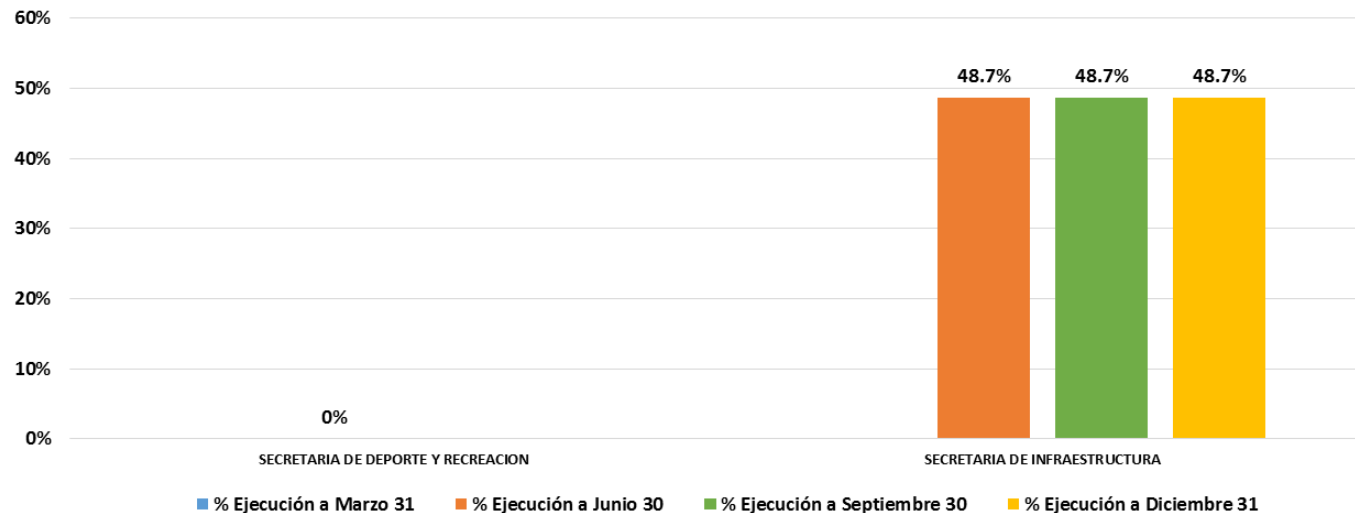 60%
48.7% 48.7% 48.7%
50%
40%
30%
20%
10%
0%
0%
SECRETARIA DE DEPORTE Y RECREACION SECRETARIA DE INFRAESTRUCTURA
% Ejecución a Marzo 31 % Ejecución a Junio 30 % Ejecución a Septiembre 30 % Ejecución a Diciembre 31